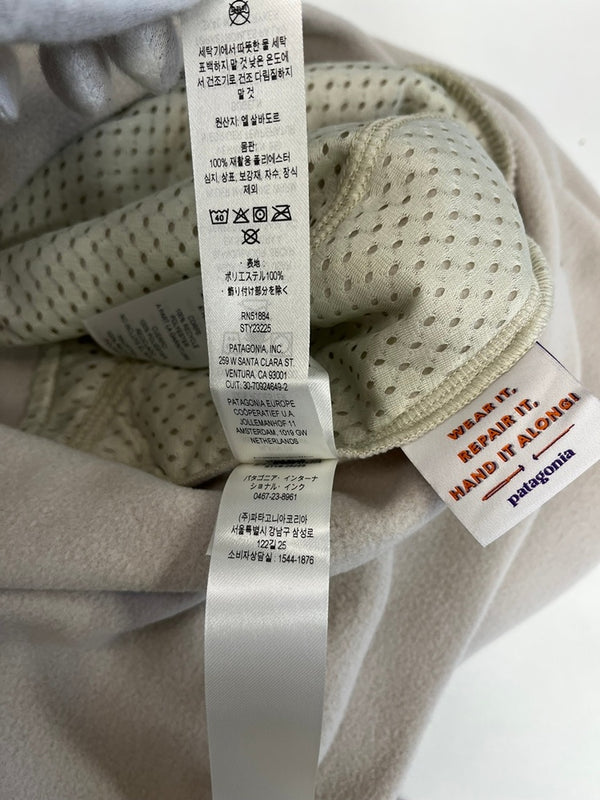 세탁기에서 따뜻한 물 세탁
표백하지 말 것 낮은 온도에
서 건조기로 건조 다림질하지
말 것
원산지: 엘 살바도르
몸판:
100% 재활용 폴리에스터
심지, 상표, 보강재, 자수, 장식
제외
40
・表地
ポリエステル100%
・飾り付け部分を除く
RN51884
STY23225
PATAGONIA, INC.
259 W SANTA CLARA ST.
VENTURA, CA 93001
CUIT: 30-70924649-2
PATAGONIA EUROPE
COÖPERATIEF U.A.
JOLLEMANHOF 11
AMSTERDAM, 1019 GW
NETHERLANDS
パタゴニア・インターナ
ショナル・インク
0467-23-8961
(주)파타고니아코리아
서울특별시 강남구 삼성로
122길 25
소비자상담실 : 1544-1876
WEAR IT.
REPAIR IT.
HAND IT ALONG!
patagonia